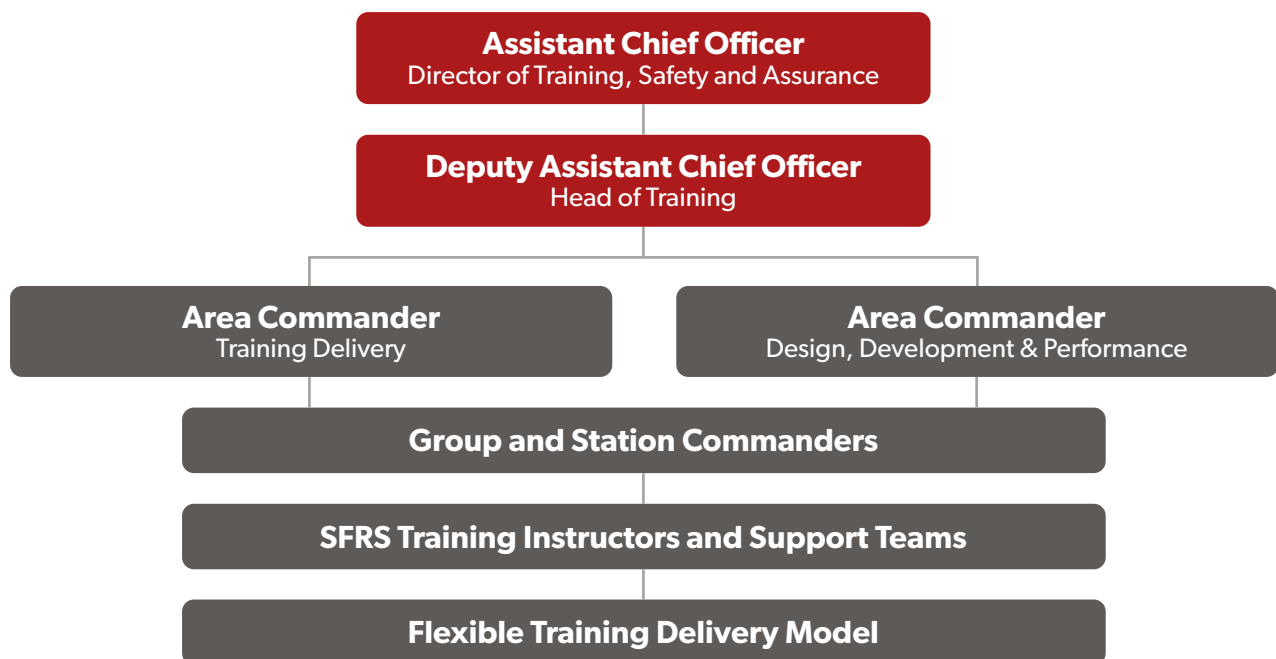 Assistant Chief Officer
Director of Training, Safety and Assurance
Deputy Assistant Chief Officer
Head of Training
Area Commander
Training Delivery
Area Commander
Design, Development & Performance
Group and Station Commanders
SFRS Training Instructors and Support Teams
Flexible Training Delivery Model